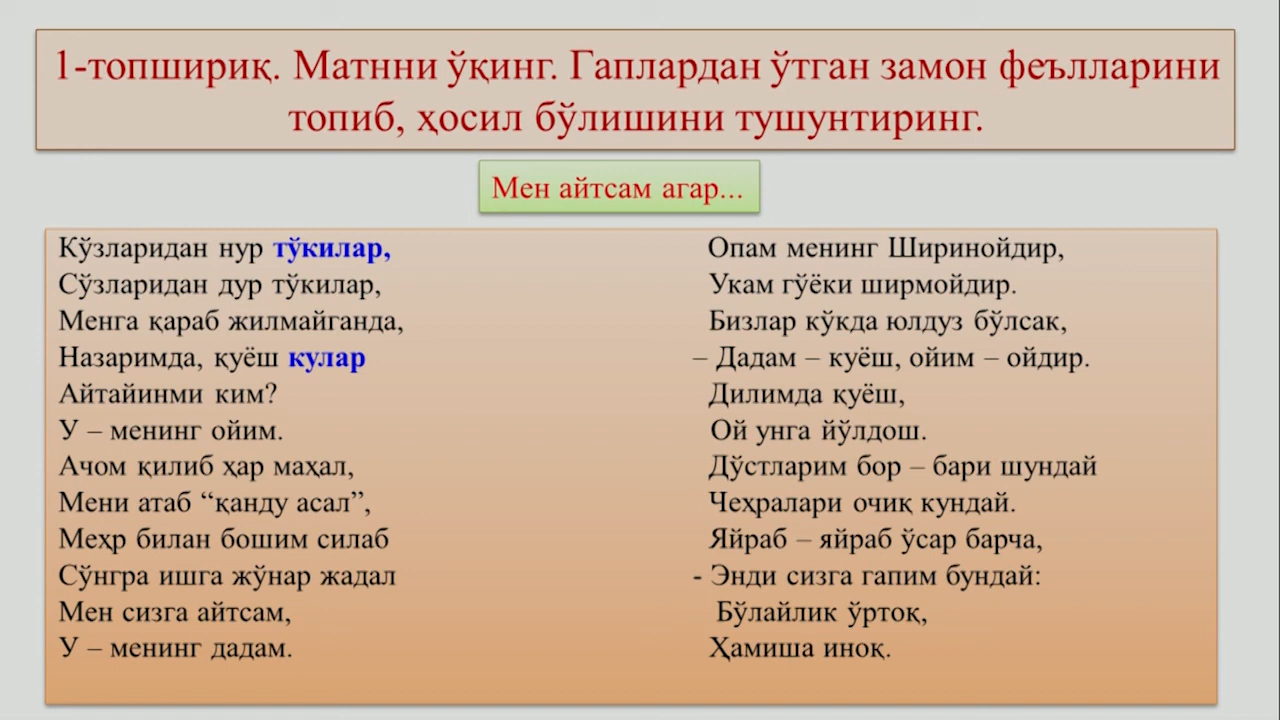 1-топшириқ. Матнни ўқинг. Гаплардан ўтган замон феълларини
топиб, ҳосил бўлишини тушунтиринг.
Мен айтсам агар...
Кўзларидан нур тўкилар,
Сўзларидан дур тўкилар,
Менга қараб жилмайганда,
Назаримда, қуёш кулар
Айтайинми ким?
У – менинг ойим.
Ачом қилиб ҳар маҳал,
Мени атаб “қанду асал”,
Меҳр билан бошим силаб
Сўнгра ишга жўнар жадал
Мен сизга айтсам,
У – менинг дадам.
Опам менинг Ширинойдир,
Укам гўёки ширмойдир.
Бизлар кўкда юлдуз бўлсак,
– Дадам – куёш, ойим – ойдир.
Дилимда қуёш,
Ой унга йўлдош.
Дўстларим бор – бари шундай
Чеҳралари очиқ кундай.
Яйраб – яйраб ўсар барча,
- Энди сизга гапим бундай:
Бўлайлик ўртоқ,
Ҳамиша иноқ.